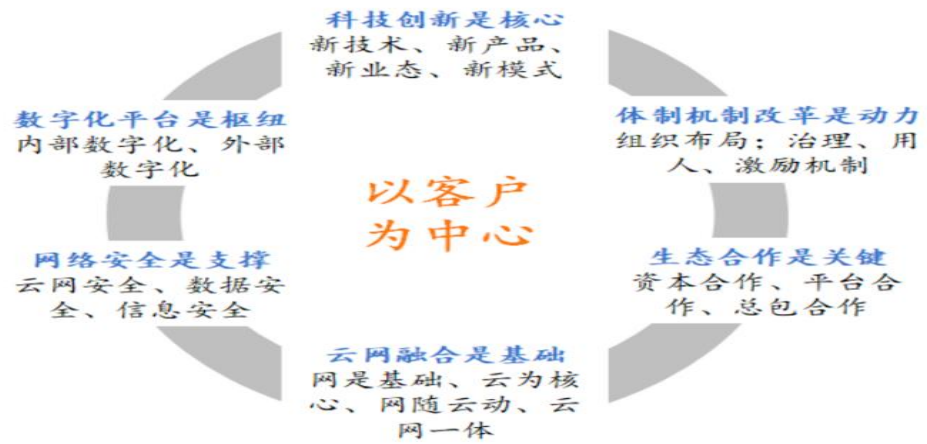 科技创新是核心
新技术、新产品、
新业态、新模式
数字化平台是枢纽
内部数字化、外部
数字化
体制机制改革是动力
组织布局；治理、用
人、激励机制
以客户
为中心
网络安全是支撑
云网安全、数据安
全、信息安全
生态合作是关键
资本合作、平台合
作、总包合作
云网融合是基础
网是基础、云为核
心、网随云动、云
网一体